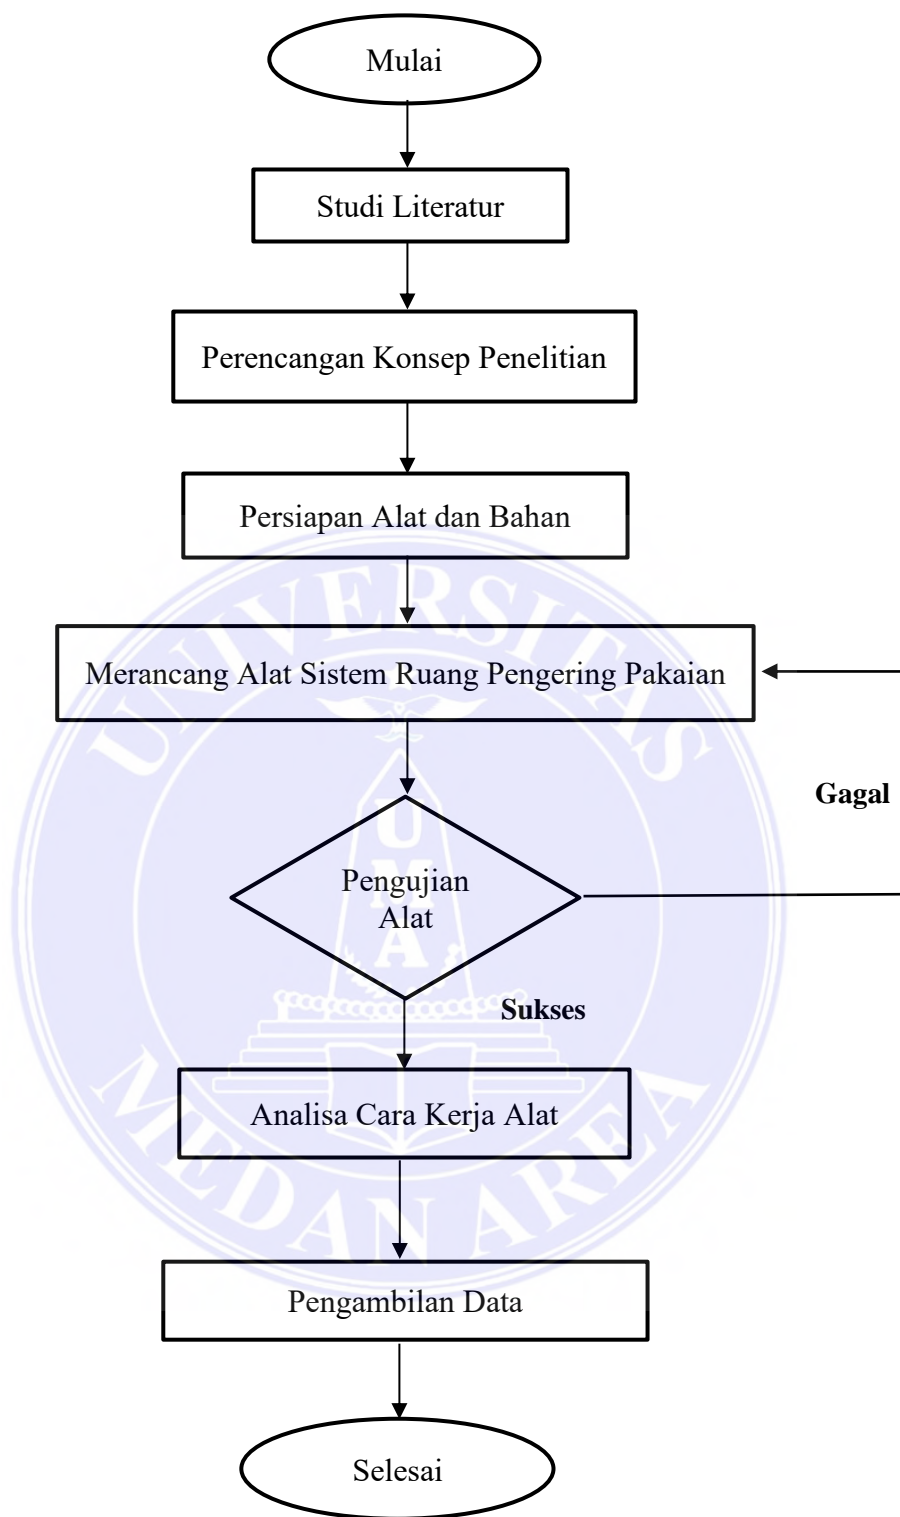 Mulai
Studi Literatur
Perencangan Konsep Penelitian
Persiapan Alat dan Bahan
UNIVERSITAS
Merancang Alat Sistem Ruang Pengering Pakaian
Gagal
UMA
Pengujian
Alat
Sukses
Analisa Cara Kerja Alat
MEDAN AREA
Pengambilan Data
Selesai